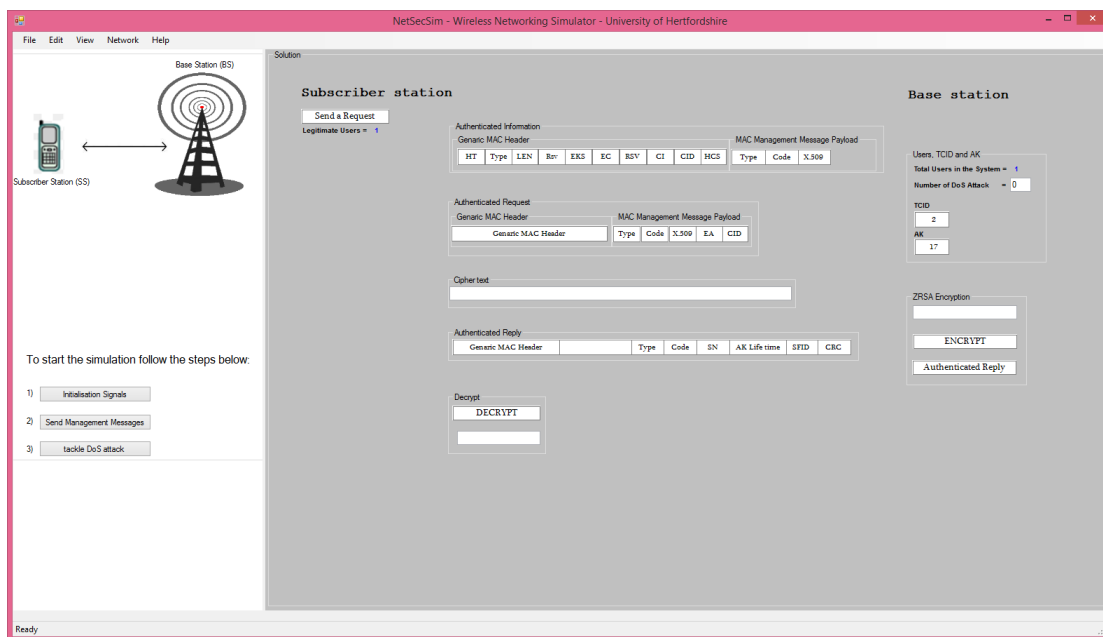 NetSecSim - Wireless Networking Simulator - University of Hertfordshire
File Edit View Network Help
Base Station (BS)
Subscriber Station (SS)
To start the simulation follow the steps below:
1) Initialisation Signals
2) Send Management Messages
3) tackle DoS attack
Solution
Subscriber station
Send a Request
Legitimate Users = 1
Authenticated Information
Genaric MAC Header MAC Management Message Payload
HT Type LEN Rsv EKS EC RSV CI CID HCS Type Code X.509
Authenticated Request
Genaric MAC Header MAC Management Message Payload
Genaric MAC Header Type Code X.509 EA CID
Cipher text
Authenticated Reply
Genaric MAC Header Type Code SN AK Life time SFID CRC
Decrypt
DECRYPT
Base station
Users, TCID and AK
Total Users in the System = 1
Number of DoS Attack = 0
TCID
2
AK
17
ZRSA Encryption
ENCRYPT
Authenticated Reply
Ready